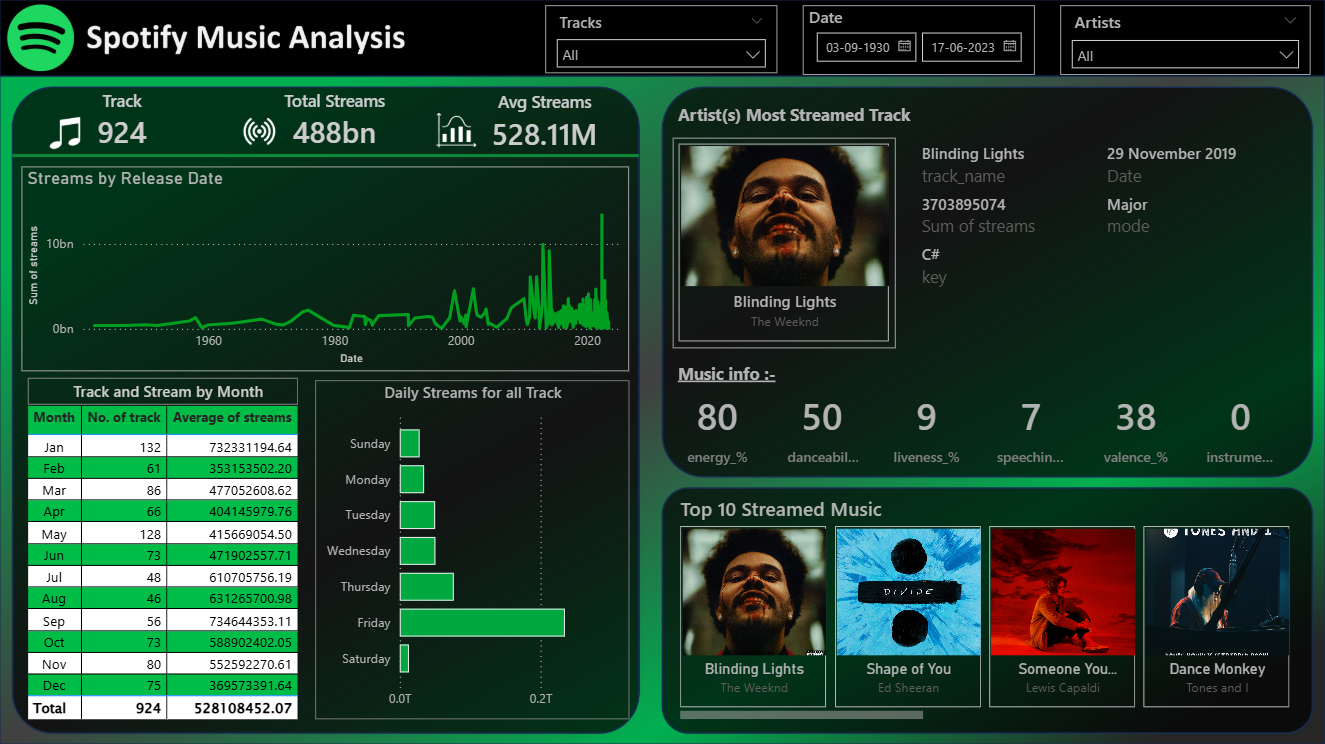 Spotify Music Analysis
Tracks
All
Date
03-09-1930
17-06-2023
Artists
All
Track
924
Total Streams
488bn
Avg Streams
528.11M
Streams by Release Date
Sum of streams
10bn
0bn
1960 1980 2000 2020
Date
Track and Stream by Month
Month No. of track Average of streams
Jan 132 732331194.64
Feb 61 353153502.20
Mar 86 477052608.62
Apr 66 404145979.76
May 128 415669054.50
Jun 73 471902557.71
Jul 48 610705756.19
Aug 46 631265700.98
Sep 56 734644353.11
Oct 73 588902402.05
Nov 80 552592270.61
Dec 75 369573391.64
Total 924 528108452.07
Daily Streams for all Track
Sunday
Monday
Tuesday
Wednesday
Thursday
Friday
Saturday
0.0T 0.2T
Artist(s) Most Streamed Track
Blinding Lights
The Weeknd
Blinding Lights
track_name
29 November 2019
Date
3703895074
Sum of streams
Major
mode
C#
key
Music info :-
80 50 9 7 38 0
energy_% danceabil... liveness_% speechin... valence_% instrume...
Top 10 Streamed Music
Blinding Lights
The Weeknd
DIVIDE
Shape of You
Ed Sheeran
Someone You...
Lewis Capaldi
TONES AND I
Dance Monkey
Tones and I